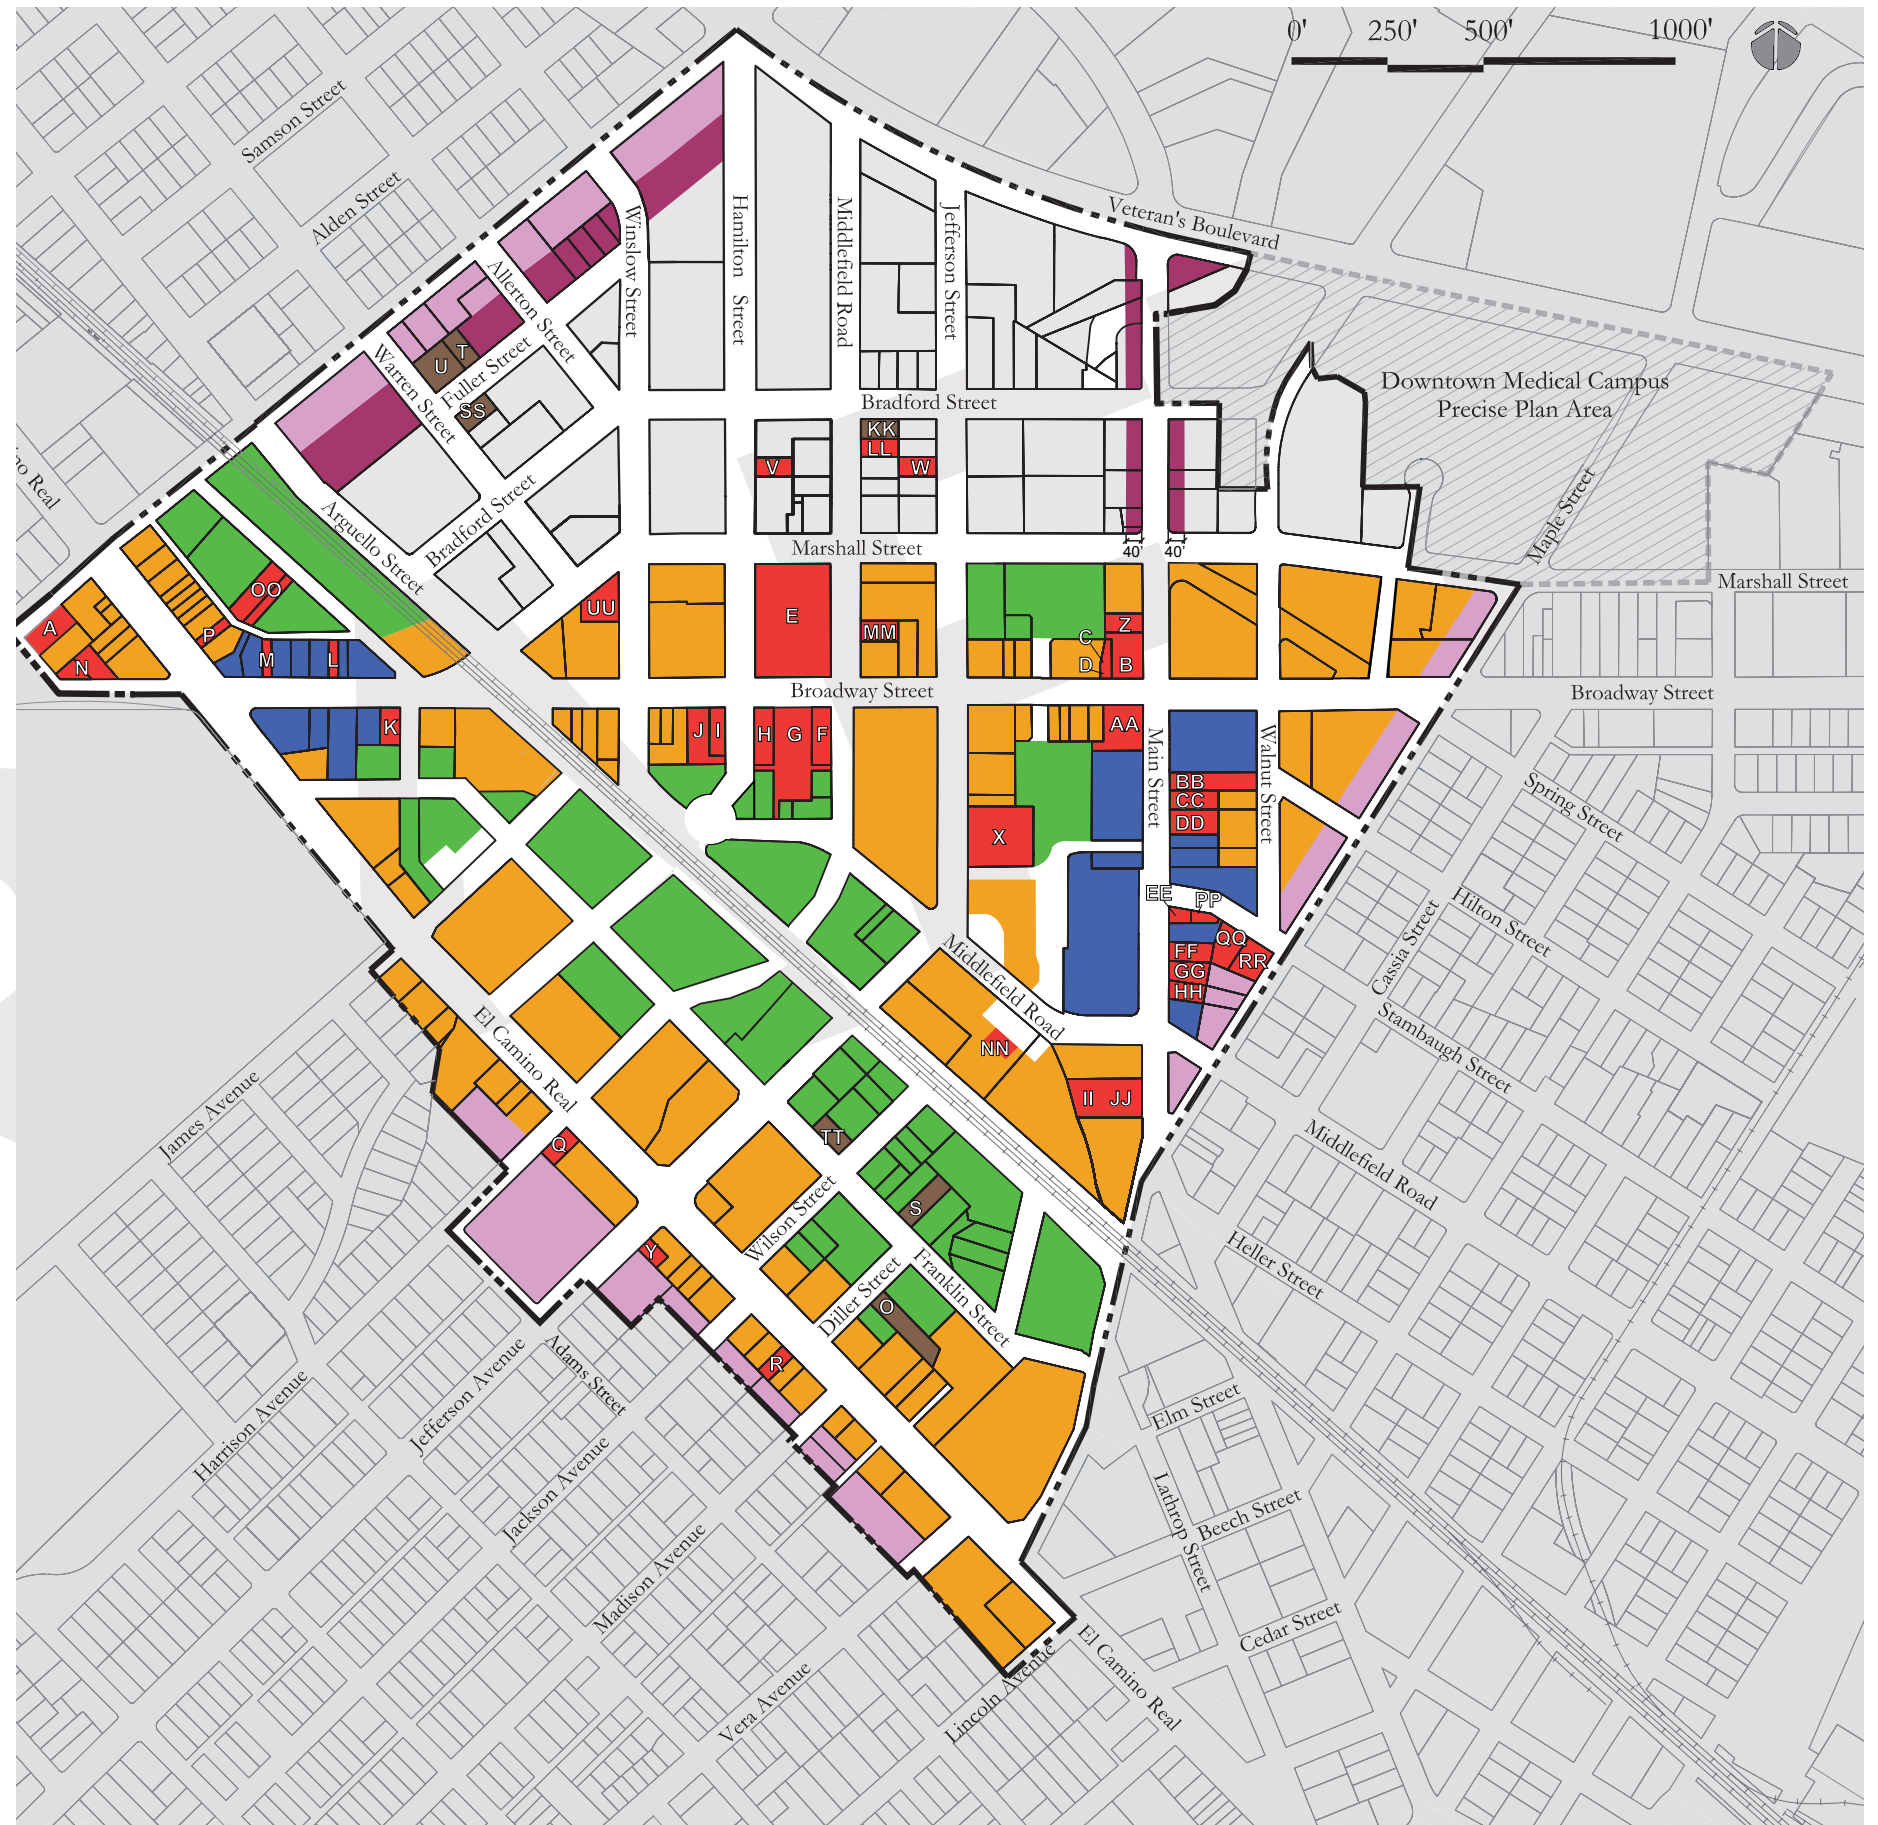 0' 250' 500' 1000'
Samson Street
Alden Street
Veteran's Boulevard
Winslow Street
Hamilton Street
Middlefield Road
Jefferson Street
Allerton Street
Fuller Street
Warren Street
T
U
SS
Downtown Medical Campus
Precise Plan Area
Bradford Street
KK
LL
V
W
Real
Arguello Street
Bradford Street
Marshall Street
40' 40'
Maple Street
Marshall Street
OO
UU
E
MM
A
P
N
M
L
C
D
Z
B
Broadway Street
Broadway Street
K
J
I
H
G
F
AA
Main Street
Walnut Street
BB
CC
DD
X
Spring Street
EE
PP
QQ
RR
FF
GG
HH
Hilton Street
Cassia Street
Stambaugh Street
Middlefield Road
NN
II
JJ
El Camino Real
James Avenue
Q
TT
S
Middlefield Road
Wilson Street
Y
Franklin Street
Diller Street
O
Heller Street
R
Adams Street
Jefferson Avenue
Harrison Avenue
Jackson Avenue
Elm Street
Lathrop Street
Beech Street
Madison Avenue
Cedar Street
El Camino Real
Lincoln Avenue
Vera Avenue